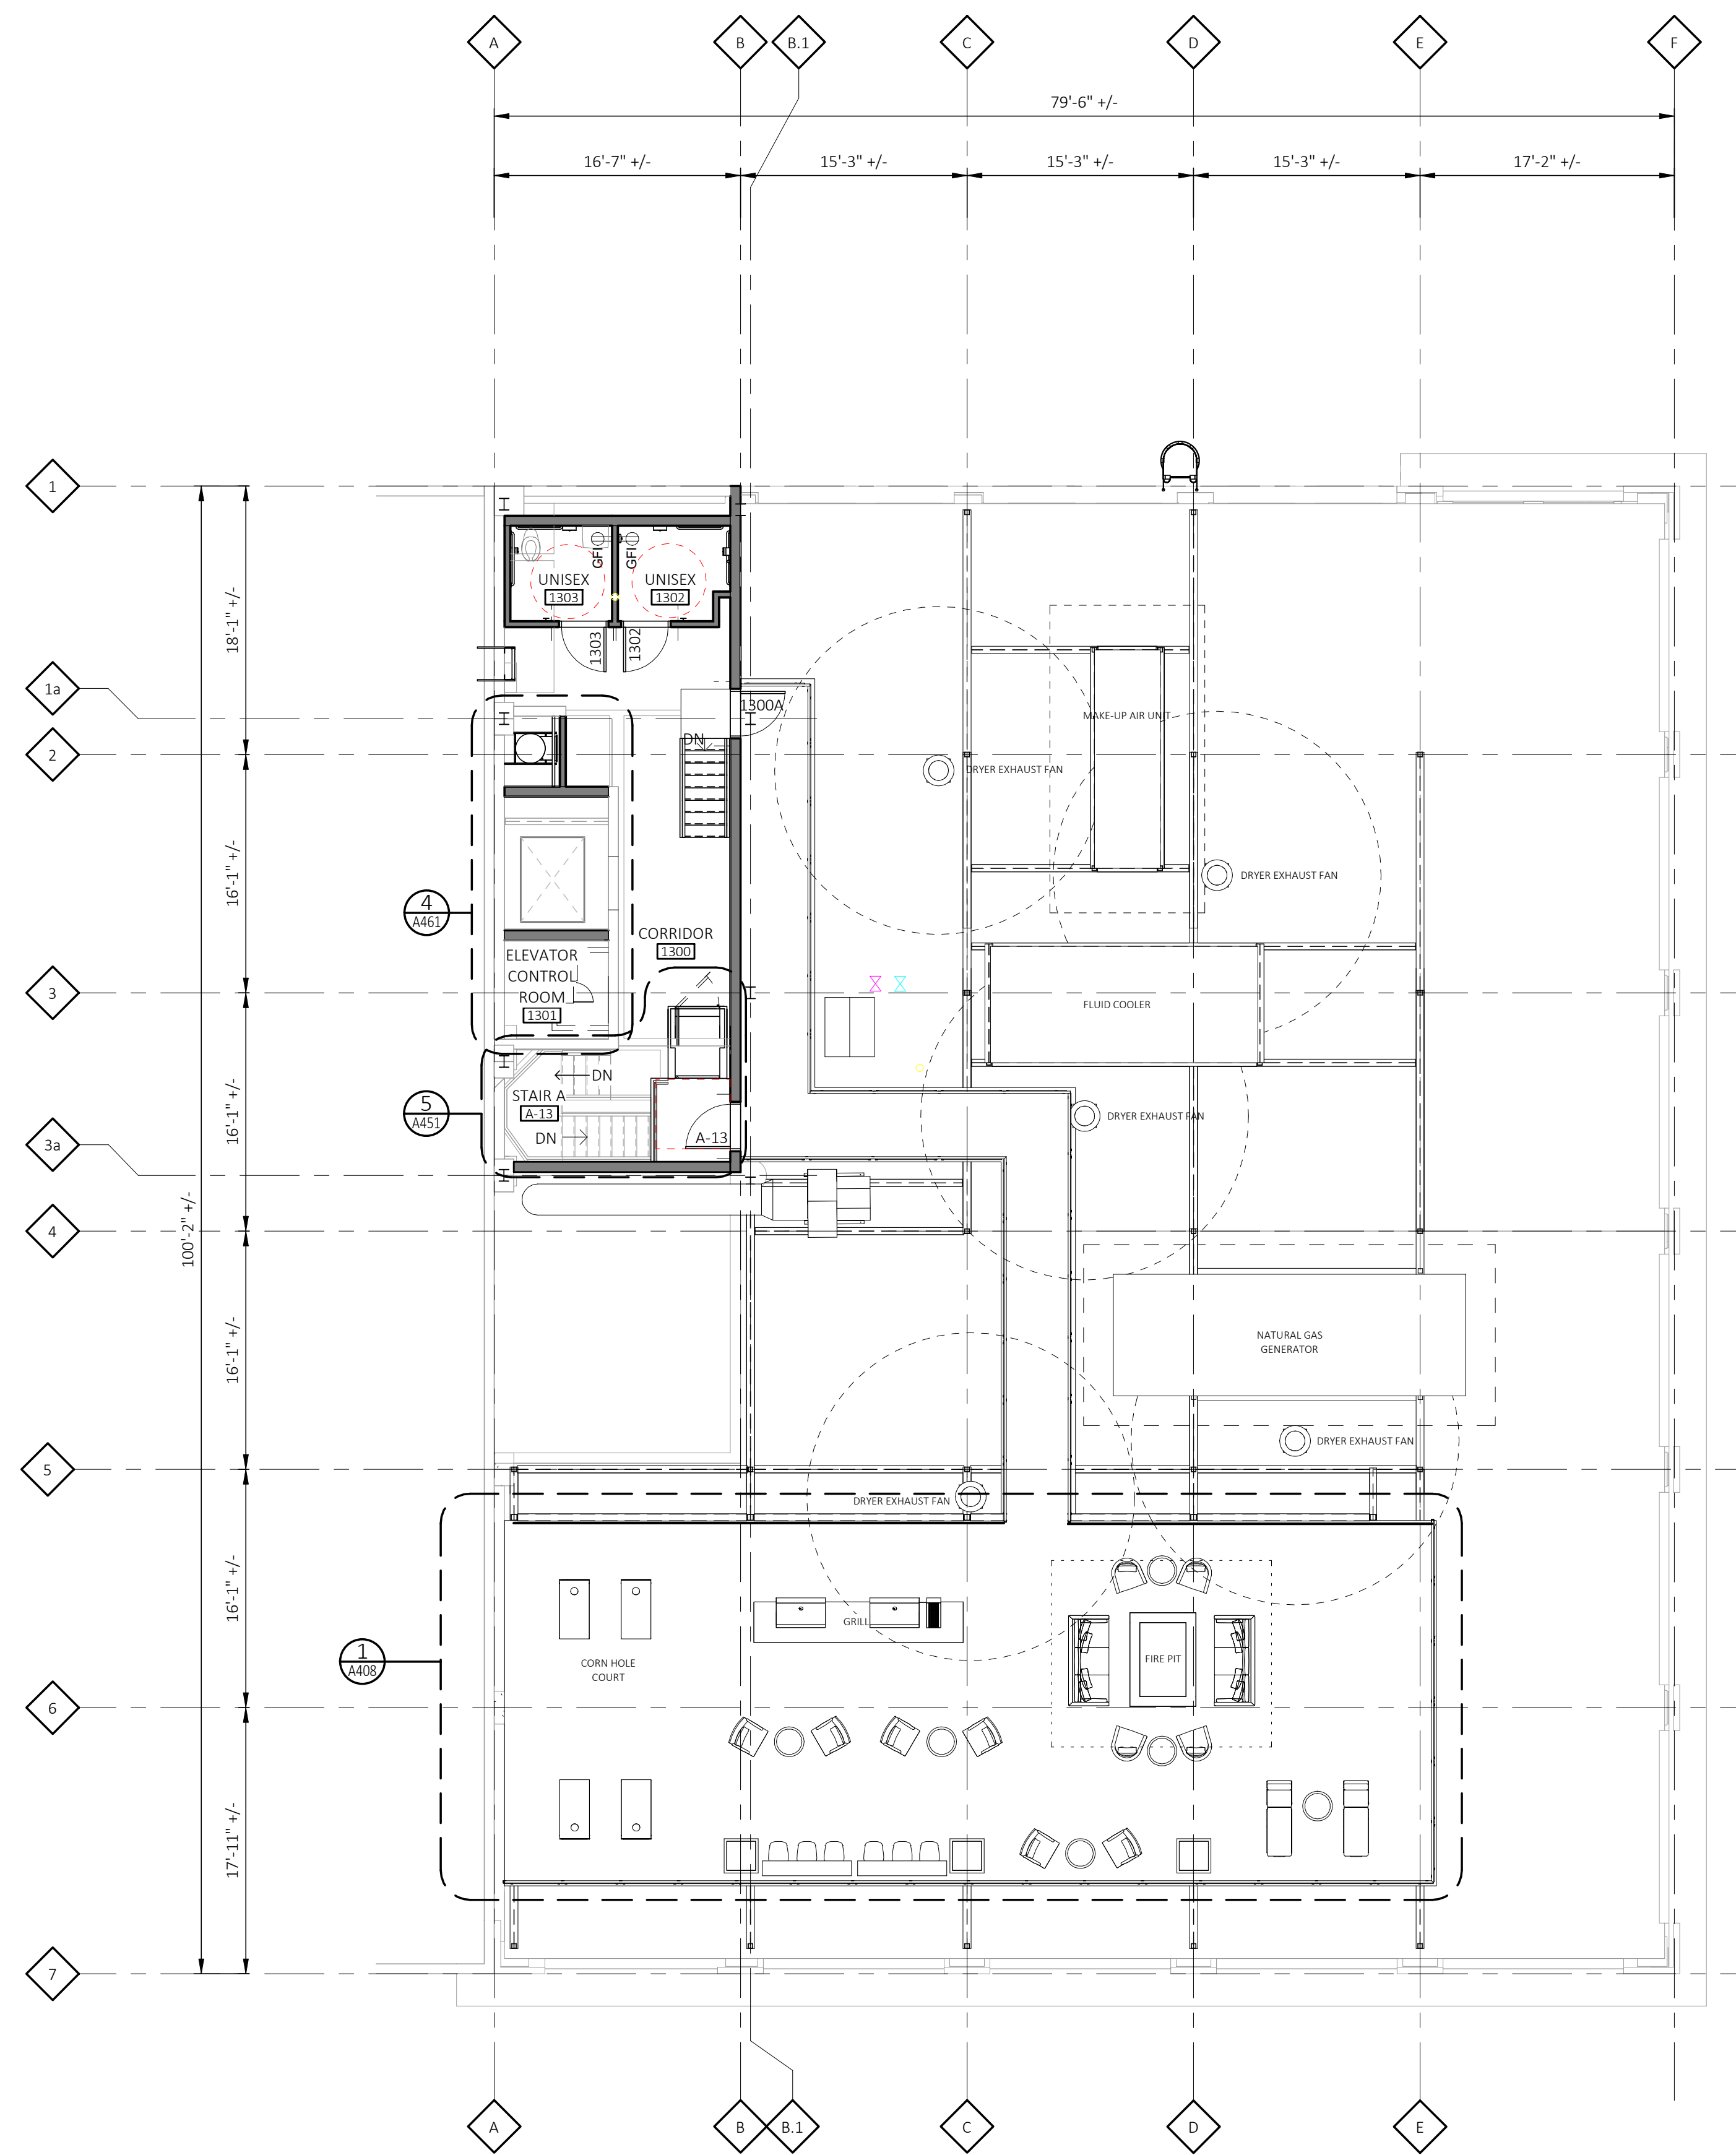 A
B
B.1
C
D
E
F
79'-6" +/-
16'-7" +/-
15'-3" +/-
15'-3" +/-
15'-3" +/-
17'-2" +/-
1
18'-1" +/-
GFI
GFI
UNISEX
1303
UNISEX
1302
1303
1302
1a
1300A
MAKE-UP AIR UNIT
DN
2
DRYER EXHAUST FAN
16'-1" +/-
DRYER EXHAUST FAN
4
A461
CORRIDOR
1300
ELEVATOR
CONTROL
ROOM
1301
3
FLUID COOLER
DN
STAIR A
A-13
5
A451
16'-1" +/-
DRYER EXHAUST FAN
DN
A-13
3a
100'-2" +/-
4
16'-1" +/-
NATURAL GAS
GENERATOR
DRYER EXHAUST FAN
5
DRYER EXHAUST FAN
16'-1" +/-
GRILL
1
A408
CORN HOLE
COURT
FIRE PIT
6
17'-11" +/-
7
A
B
B.1
C
D
E